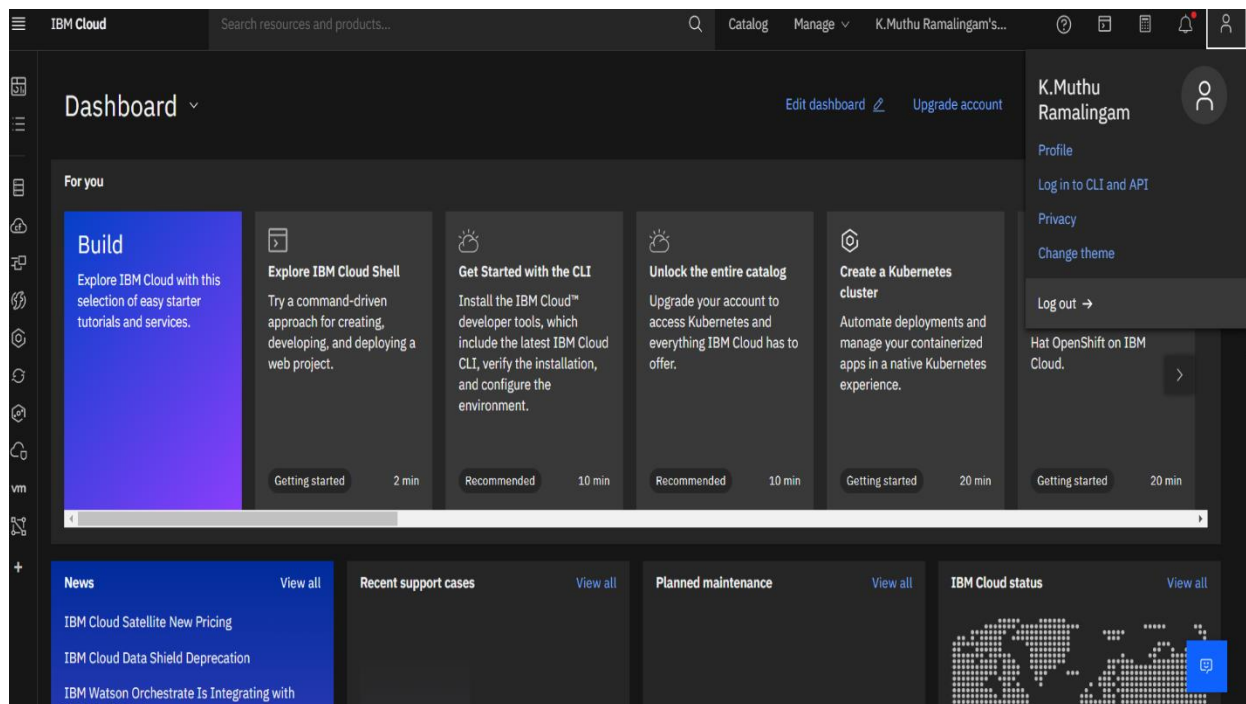 IBM Cloud
Search resources and products...
Catalog
Manage
K.Muthu Ramalingam's...
Dashboard
Edit dashboard
Upgrade account
K.Muthu
Ramalingam
Profile
Log in to CLI and API
Privacy
Change theme
Log out →
For you
Build
Explore IBM Cloud with this
selection of easy starter
tutorials and services.
Explore IBM Cloud Shell
Try a command-driven
approach for creating,
developing, and deploying a
web project.
Getting started
2 min
Get Started with the CLI
Install the IBM Cloud™
developer tools, which
include the latest IBM Cloud
CLI, verify the installation,
and configure the
environment.
Recommended
10 min
Unlock the entire catalog
Upgrade your account to
access Kubernetes and
everything IBM Cloud has to
offer.
Recommended
10 min
Create a Kubernetes
cluster
Automate deployments and
manage your containerized
apps in a native Kubernetes
experience.
Getting started
20 min
Hat OpenShift on IBM
Cloud.
Getting started
20 min
vm
News
View all
IBM Cloud Satellite New Pricing
IBM Cloud Data Shield Deprecation
IBM Watson Orchestrate Is Integrating with
Recent support cases
View all
Planned maintenance
View all
IBM Cloud status
View all